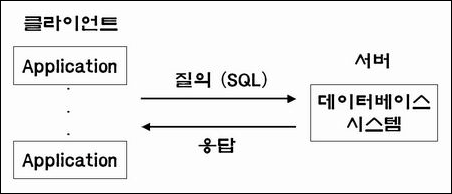 클라이언트
Application
Application
질의 (SQL)
응답
서버
데이터베이스
시스템